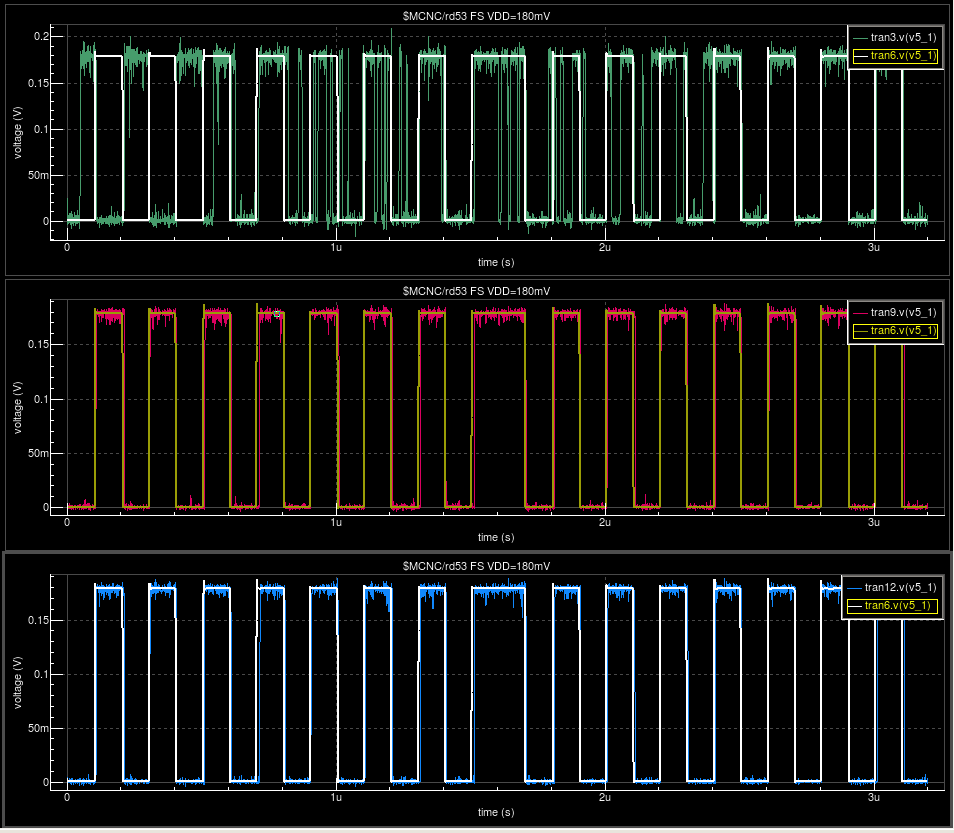 $MCNC/rd53 FS VDD=180mV
tran3.v(v5_1)
tran6.v(v5_1)
voltage (V)
0.2
0.15
0.1
50m
0
0 1u 2u 3u
time (s)
$MCNC/rd53 FS VDD=180mV
tran9.v(v5_1)
tran6.v(v5_1)
voltage (V)
0.15
0.1
50m
0
0 1u 2u 3u
time (s)
$MCNC/rd53 FS VDD=180mV
tran12.v(v5_1)
tran6.v(v5_1)
voltage (V)
0.15
0.1
50m
0
0 1u 2u 3u
time (s)